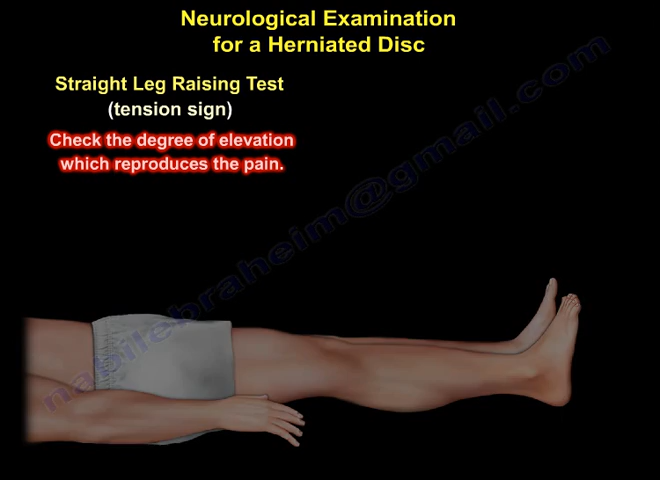 Neurological Examination
for a Herniated Disc
Straight Leg Raising Test
(tension sign)
Check the degree of elevation
which reproduces the pain.
nabilebraheim@gmail.com